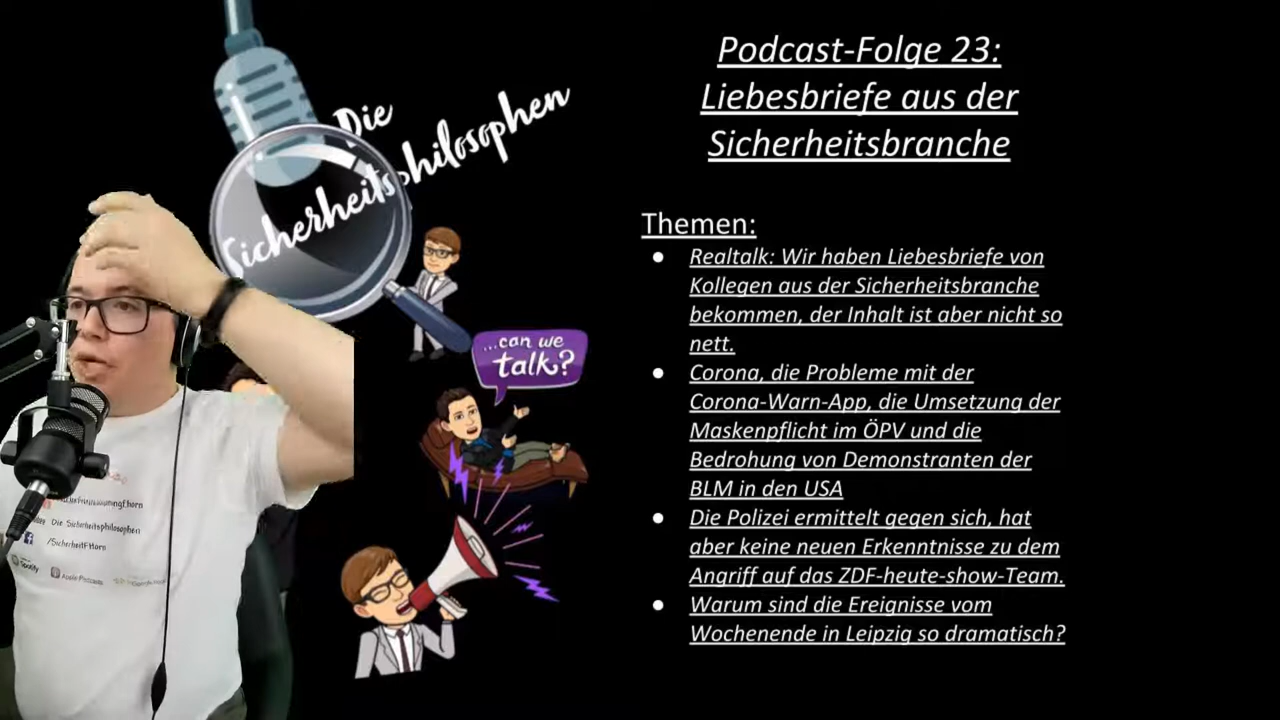 Die
Sicherheitsphilosophen
...can we
talk?
Die Sicherheitsphilosophen
/SicherheitFHorn
Spotify
Apple Podcasts
Podcast-Folge 23:
Liebesbriefe aus der
Sicherheitsbranche
Themen:
● Realtalk: Wir haben Liebesbriefe von
Kollegen aus der Sicherheitsbranche
bekommen, der Inhalt ist aber nicht so
nett.
● Corona, die Probleme mit der
Corona-Warn-App, die Umsetzung der
Maskenpflicht im ÖPV und die
Bedrohung von Demonstranten der
BLM in den USA
● Die Polizei ermittelt gegen sich, hat
aber keine neuen Erkenntnisse zu dem
Angriff auf das ZDF-heute-show-Team.
● Warum sind die Ereignisse vom
Wochenende in Leipzig so dramatisch?